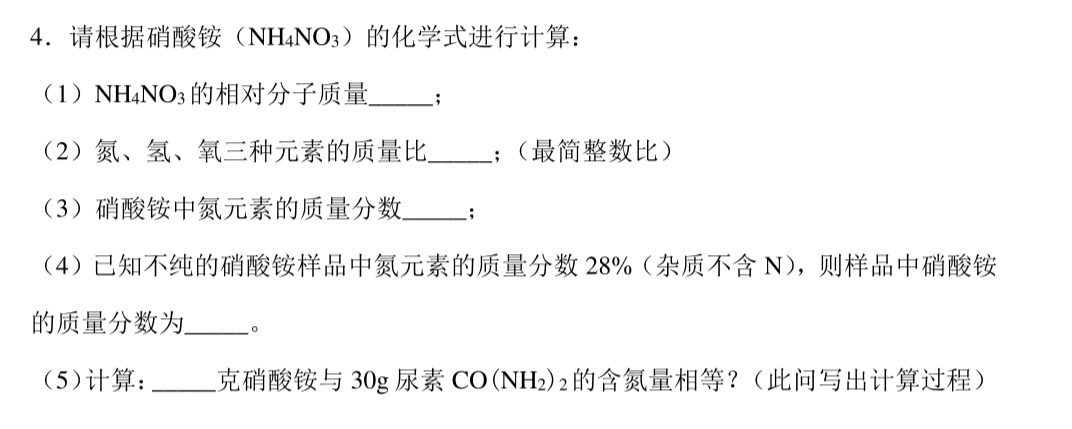 4．请根据硝酸铵（NH₄NO₃）的化学式进行计算：
（1）NH₄NO₃的相对分子质量_____；
（2）氮、氢、氧三种元素的质量比_____；（最简整数比）
（3）硝酸铵中氮元素的质量分数_____；
（4）已知不纯的硝酸铵样品中氮元素的质量分数 28%（杂质不含 N），则样品中硝酸铵
的质量分数为_____。
（5）计算：_____克硝酸铵与 30g 尿素 CO(NH₂)₂的含氮量相等？（此问写出计算过程）